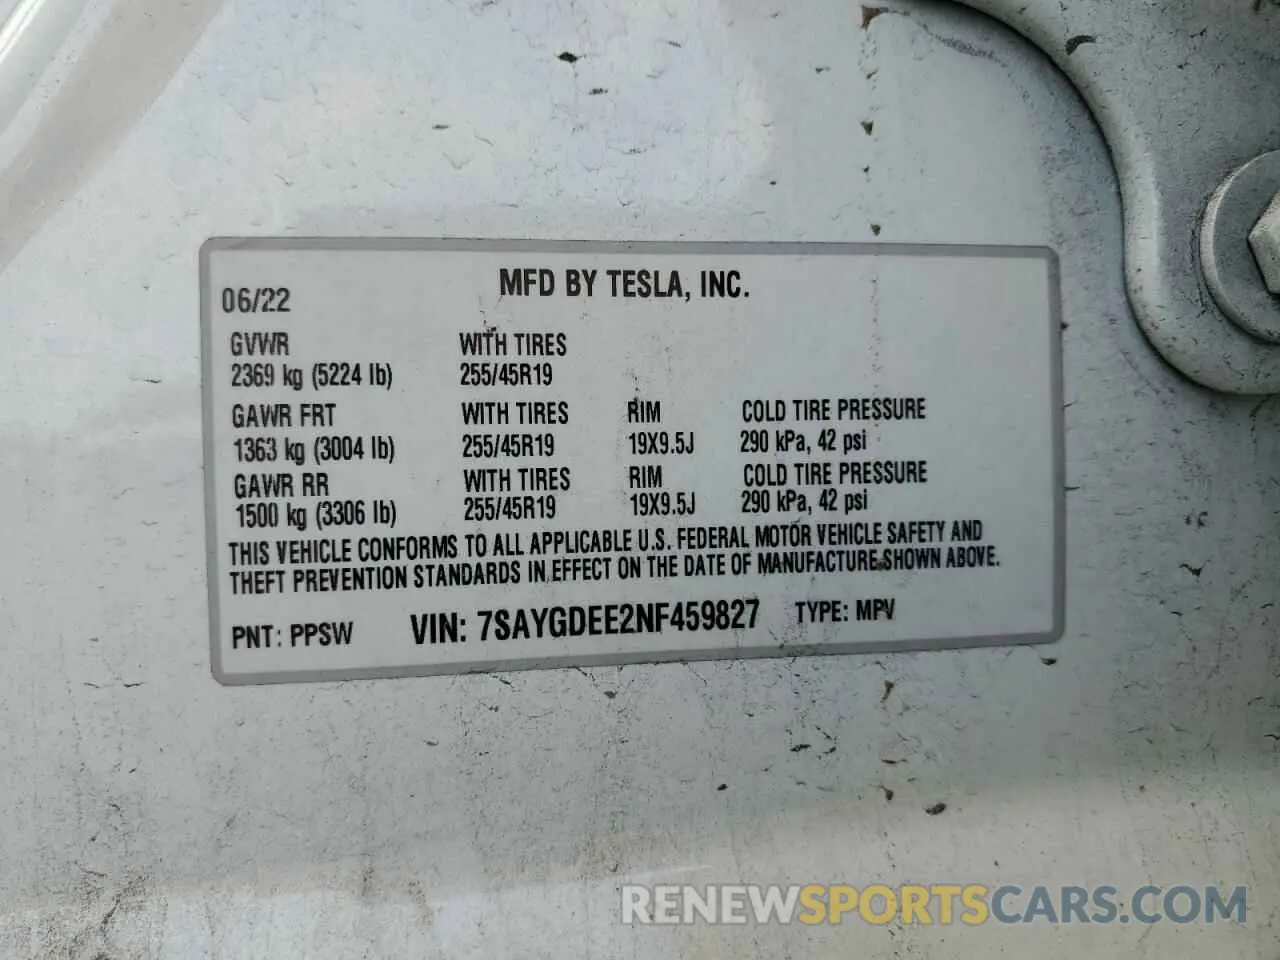 MFD BY TESLA, INC.
06/22
GVWR WITH TIRES
2369 kg (5224 lb) 255/45R19
GAWR FRT WITH TIRES RIM COLD TIRE PRESSURE
1363 kg (3004 lb) 255/45R19 19X9.5J 290 kPa, 42 psi
GAWR RR WITH TIRES RIM COLD TIRE PRESSURE
1500 kg (3306 lb) 255/45R19 19X9.5J 290 kPa, 42 psi
THIS VEHICLE CONFORMS TO ALL APPLICABLE U.S. FEDERAL MOTOR VEHICLE SAFETY AND
THEFT PREVENTION STANDARDS IN EFFECT ON THE DATE OF MANUFACTURE SHOWN ABOVE.
PNT: PPSW VIN: 7SAYGDEE2NF459827 TYPE: MPV
RENEWSPORTSCARS.COM